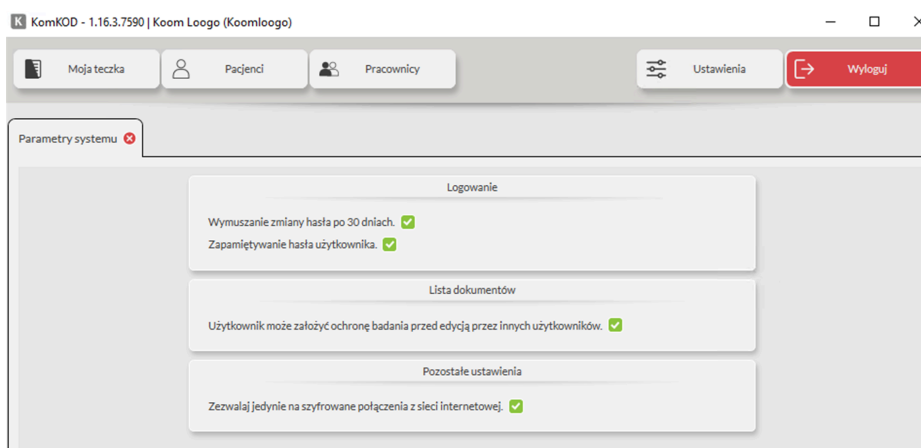 K KomKOD - 1.16.3.7590 | Koom Loogo (Koomloogo)
Moja teczka Pacjenci Pracownicy Ustawienia Wyloguj
Parametry systemu
Logowanie
Wymuszanie zmiany hasła po 30 dniach.
Zapamiętywanie hasła użytkownika.
Lista dokumentów
Użytkownik może założyć ochronę badania przed edycją przez innych użytkowników.
Pozostałe ustawienia
Zezwalaj jedynie na szyfrowane połączenia z sieci internetowej.